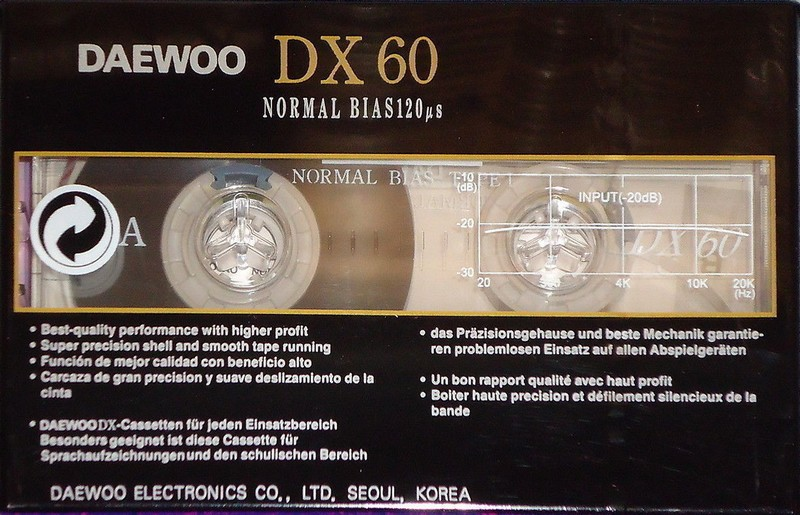 DAEWOO DX 60
NORMAL BIAS 120µs
NORMAL BIAS TAPE I
A
-10
(dB)
INPUT(-20dB)
-20
DX 60
-30
20
500
4K
10K
20K
(Hz)
• Best-quality performance with higher profit
• Super precision shell and smooth tape running
• Función de mejor calidad con beneficio alto
• Carcaza de gran precision y suave deslizamiento de la
cinta
• DAEWOO DX-Cassetten für jeden Einsatzbereich
Besonders geeignet ist diese Cassette für
Sprachaufzeichnungen und den schulischen Bereich
• das Präzisionsgehause und beste Mechanik garantie-
ren problemlosen Einsatz auf allen Abspielgeräten
• Un bon rapport qualité avec haut profit
• Boiter haute precision et défilement silencieux de la
bande
DAEWOO ELECTRONICS CO., LTD. SEOUL, KOREA